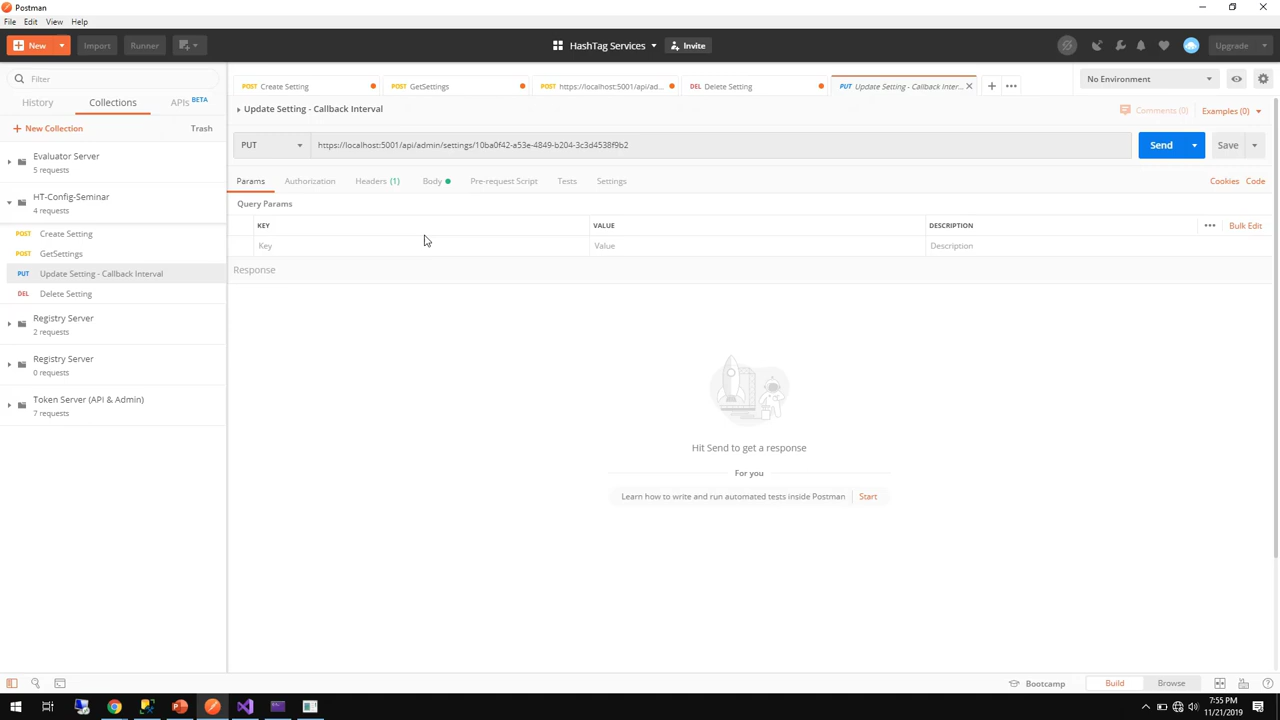 Postman
File Edit View Help
New Import Runner HashTag Services Invite Upgrade
Filter
History Collections APIs BETA
New Collection Trash
Evaluator Server
5 requests
HT-Config-Seminar
4 requests
POST Create Setting
POST GetSettings
PUT Update Setting - Callback Interval
DEL Delete Setting
Registry Server
2 requests
Registry Server
0 requests
Token Server (API & Admin)
7 requests
POST Create Setting POST GetSettings POST https://localhost:5001/api/ad... DEL Delete Setting PUT Update Setting - Callback Inter... No Environment
Update Setting - Callback Interval Comments (0) Examples (0)
PUT https://localhost:5001/api/admin/settings/10ba0f42-a53e-4849-b204-3c3d4538f9b2 Send Save
Params Authorization Headers (1) Body Pre-request Script Tests Settings Cookies Code
Query Params
KEY VALUE DESCRIPTION Bulk Edit
Key Value Description
Response
Hit Send to get a response
For you
Learn how to write and run automated tests inside Postman Start
Bootcamp Build Browse
7:55 PM
11/21/2019